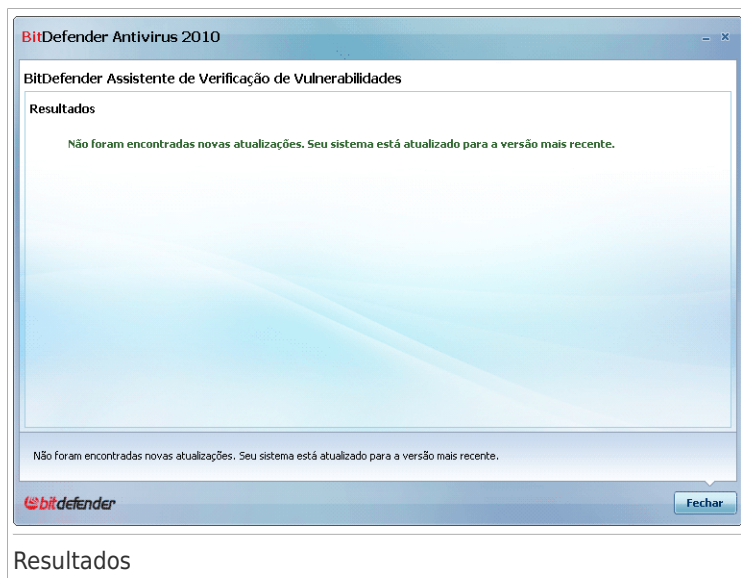 BitDefender Antivirus 2010
BitDefender Assistente de Verificação de Vulnerabilidades
Resultados
Não foram encontradas novas atualizações. Seu sistema está atualizado para a versão mais recente.
Não foram encontradas novas atualizações. Seu sistema está atualizado para a versão mais recente.
bitdefender
Fechar
Resultados